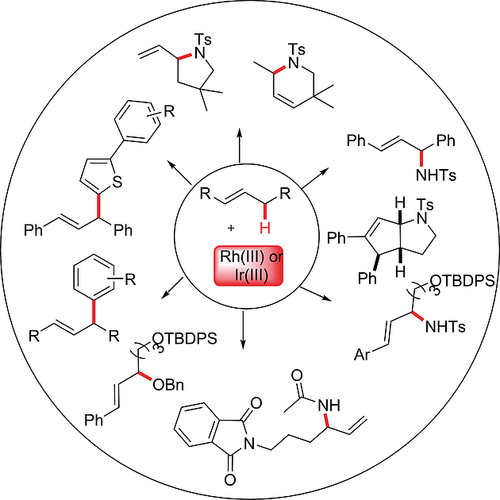 Ts
N
Ts
N
R
S
Ph
Ph
Ph
Ph
NHTs
R
R
H
+
Rh(III) or
Ir(III)
Ts
H
N
Ph
H
Ph
R
R
R
OTBDPS
3
NHTs
Ar
OTBDPS
3
OBn
Ph
O
NH
O
N
O